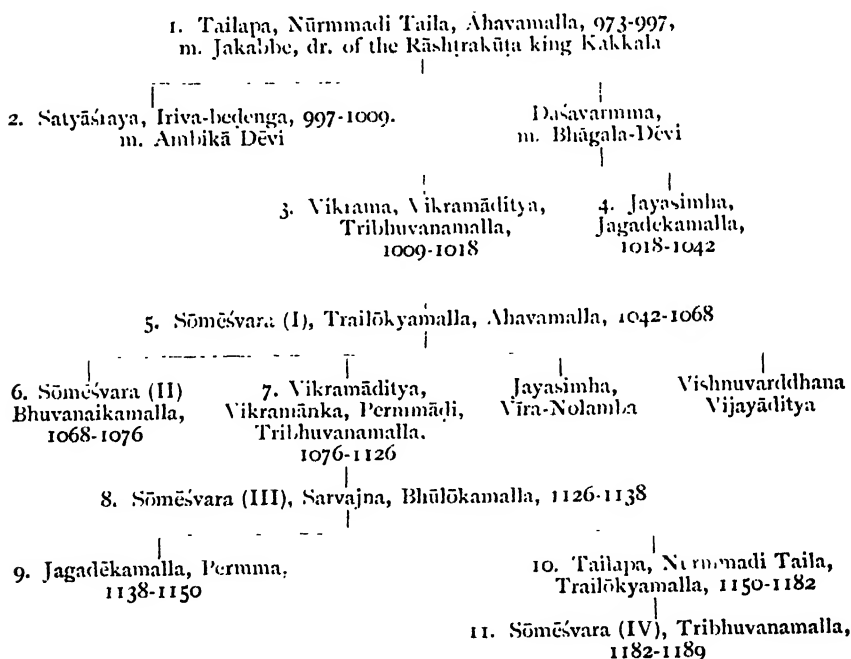 1. Tailapa, Nūrmmadi Taila, Āhavamalla, 973-997,
m. Jakabbe, dr. of the Rāshṭrakūṭa king Kakkala
2. Satyāśraya, Iriva-beḍenga, 997-1009.
m. Ambikā Dēvi
Daśavarmma,
m. Bhāgala-Dēvi
3. Vikrama, Vikramāditya,
Tribhuvanamalla,
1009-1018
4. Jayasimha,
Jagadēkamalla,
1018-1042
5. Sōmēśvara (I), Trailōkyamalla, Āhavamalla, 1042-1068
6. Sōmēśvara (II)
Bhuvanaikamalla,
1068-1076
7. Vikramāditya,
Vikramānka, Permmāḍi,
Tribhuvanamalla.
1076-1126
Jayasimha,
Vīra-Noḷamba
Vishnuvarddhana
Vijayāditya
8. Sōmēśvara (III), Sarvajna, Bhūlōkamalla, 1126-1138
9. Jagadēkamalla, Permma,
1138-1150
10. Tailapa, Nūrmmadi Taila,
Trailōkyamalla, 1150-1182
11. Sōmēśvara (IV), Tribhuvanamalla,
1182-1189